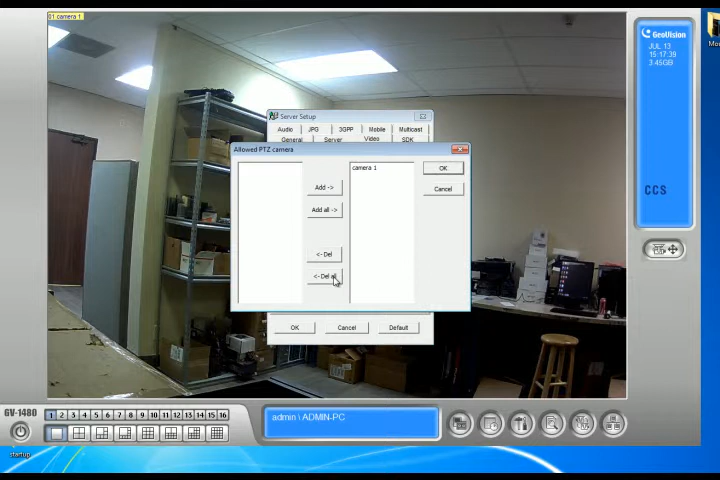 01 camera 1
GeoVision
JUL 13
15:17:39
3.45GB
CCS
Server Setup
Audio JPG 3GPP Mobile Multicast
General Server Video SDK
Allowed PTZ camera
camera 1
OK
Cancel
Add ->
Add all ->
<- Del
<- Del all
OK Cancel Default
GV-1480
1 2 3 4 5 6 7 8 9 10 11 12 13 14 15 16
admin \ ADMIN-PC
startup